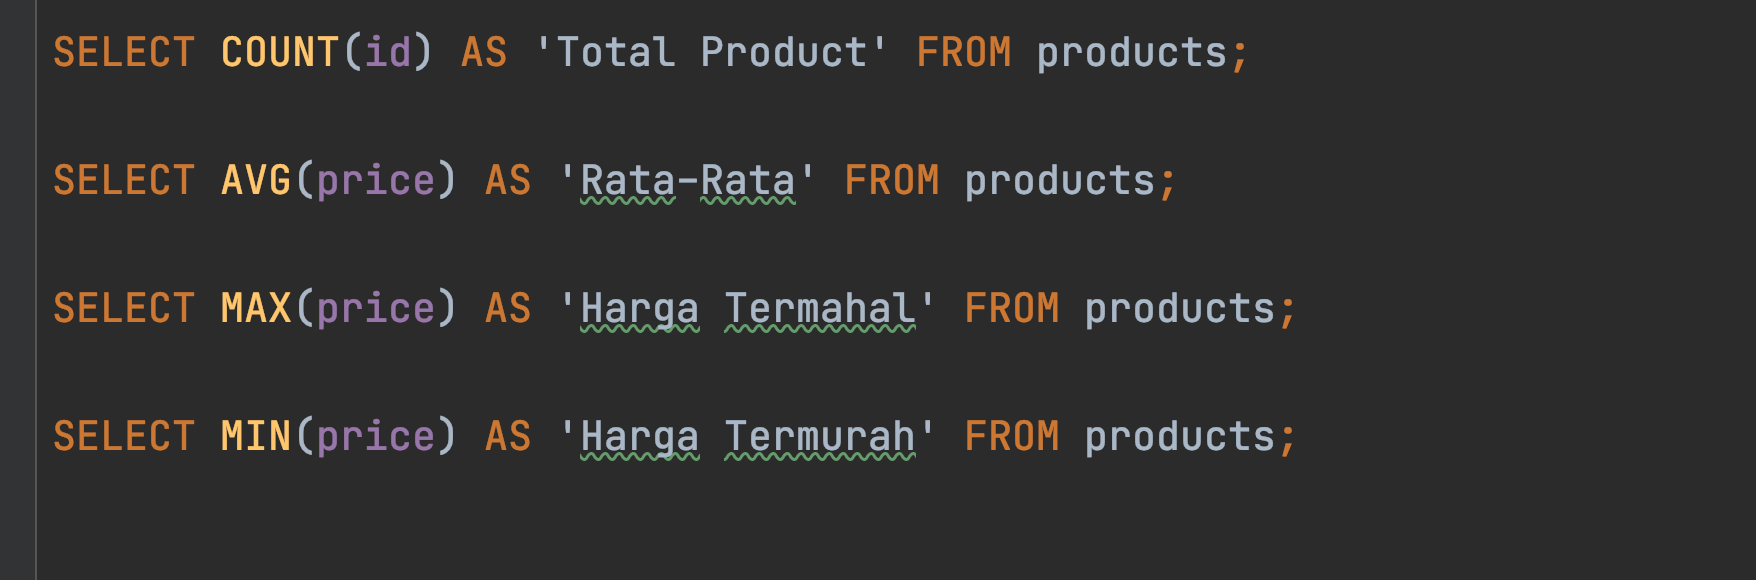 SELECT COUNT(id) AS 'Total Product' FROM products;
SELECT AVG(price) AS 'Rata-Rata' FROM products;
SELECT MAX(price) AS 'Harga Termahal' FROM products;
SELECT MIN(price) AS 'Harga Termurah' FROM products;